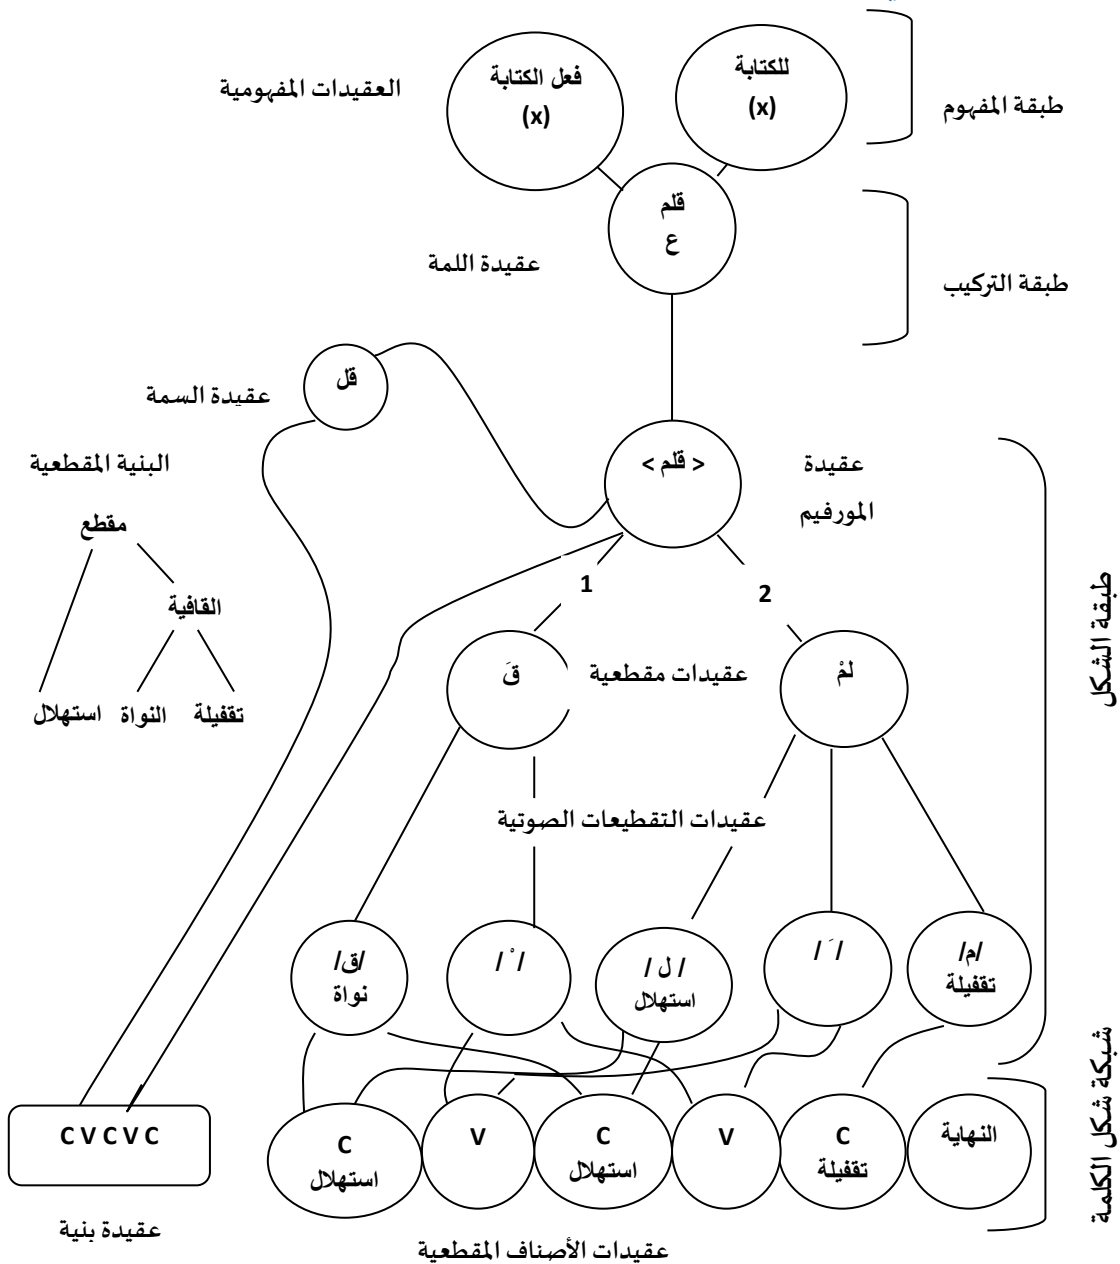 للكتابة
(x)
فعل الكتابة
(x)
العقيدات المفهومية
طبقة المفهوم
قلم
ع
عقيدة اللمة
طبقة التركيب
قل
عقيدة السمة
< قلم >
عقيدة
المورفيم
البنية المقطعية
مقطع
القافية
استهلال
النواة
تقفيلة
1
2
قَ
عقيدات مقطعية
لمْ
طبقة الشكل
عقيدات التقطيعات الصوتية
/ق/
نواة
/ ْ /
/ ل /
استهلال
/ َ /
/م/
تقفيلة
شبكة شكل الكلمة
C V C V C
عقيدة بنية
C
استهلال
V
C
استهلال
V
C
تقفيلة
النهاية
عقيدات الأصناف المقطعية